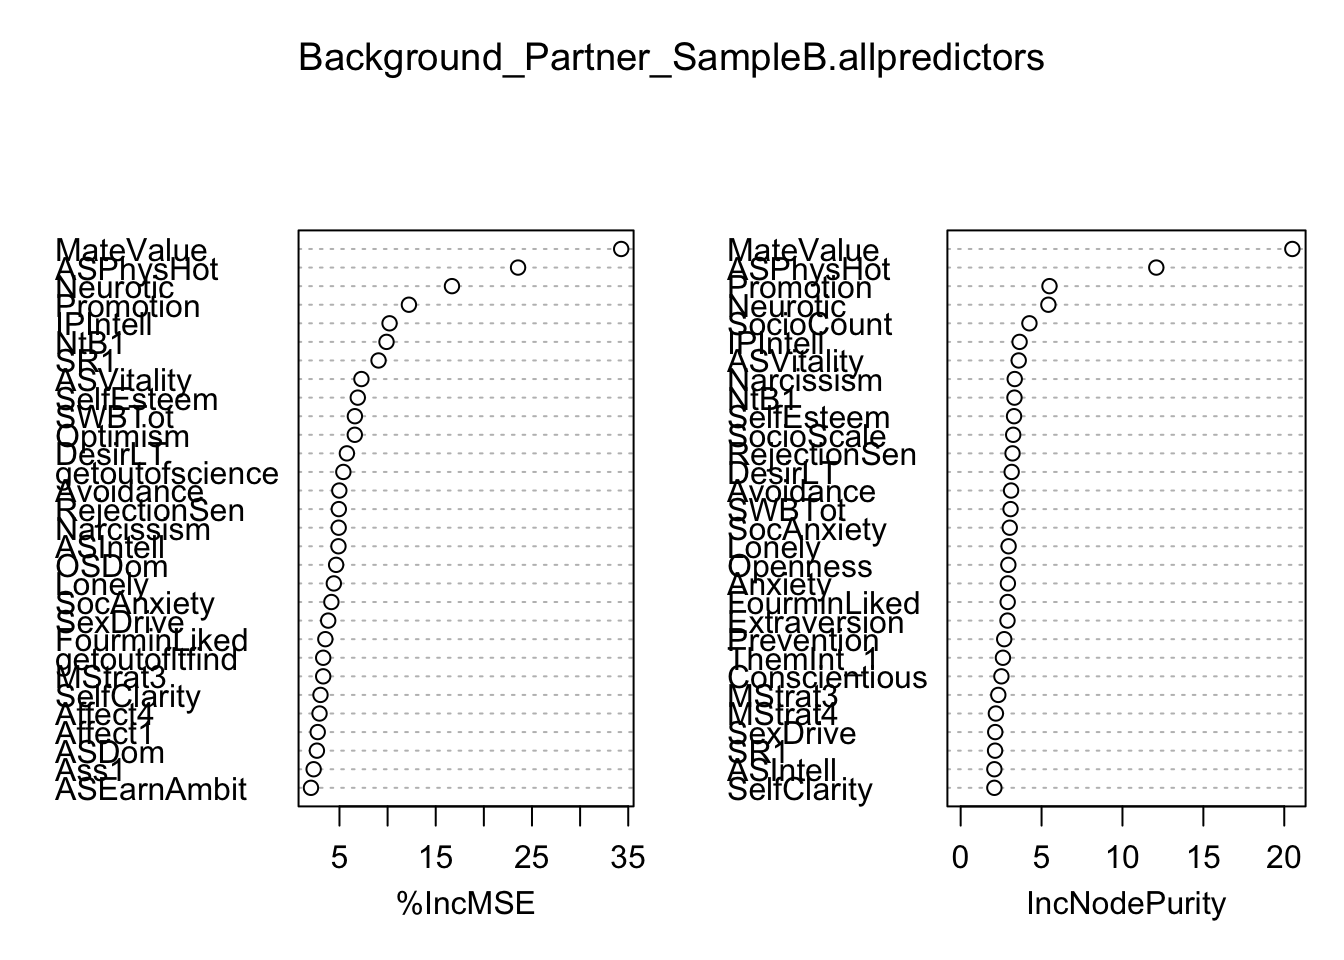 Background_Partner_SampleB.allpredictors
MateValue
ASPhysHot
Neurotic
Promotion
IPIntell
NtB1
SR1
ASVitality
SelfEsteem
SWBTot
Optimism
DesirLT
getoutofscience
Avoidance
RejectionSen
Narcissism
ASIntell
OSDom
Lonely
SocAnxiety
SexDrive
FourminLiked
getoutofltfind
MStrat3
SelfClarity
Affect4
Affect1
ASDom
Ass1
ASEarnAmbit
5 15 25 35
%IncMSE
MateValue
ASPhysHot
Promotion
Neurotic
SocioCount
IPIntell
ASVitality
Narcissism
NtB1
SelfEsteem
SocioScale
RejectionSen
DesirLT
Avoidance
SWBTot
SocAnxiety
Lonely
Openness
Anxiety
FourminLiked
Extraversion
Prevention
ThemInt_1
Conscientious
MStrat3
MStrat4
SexDrive
SR1
ASIntell
SelfClarity
0 5 10 15 20
IncNodePurity